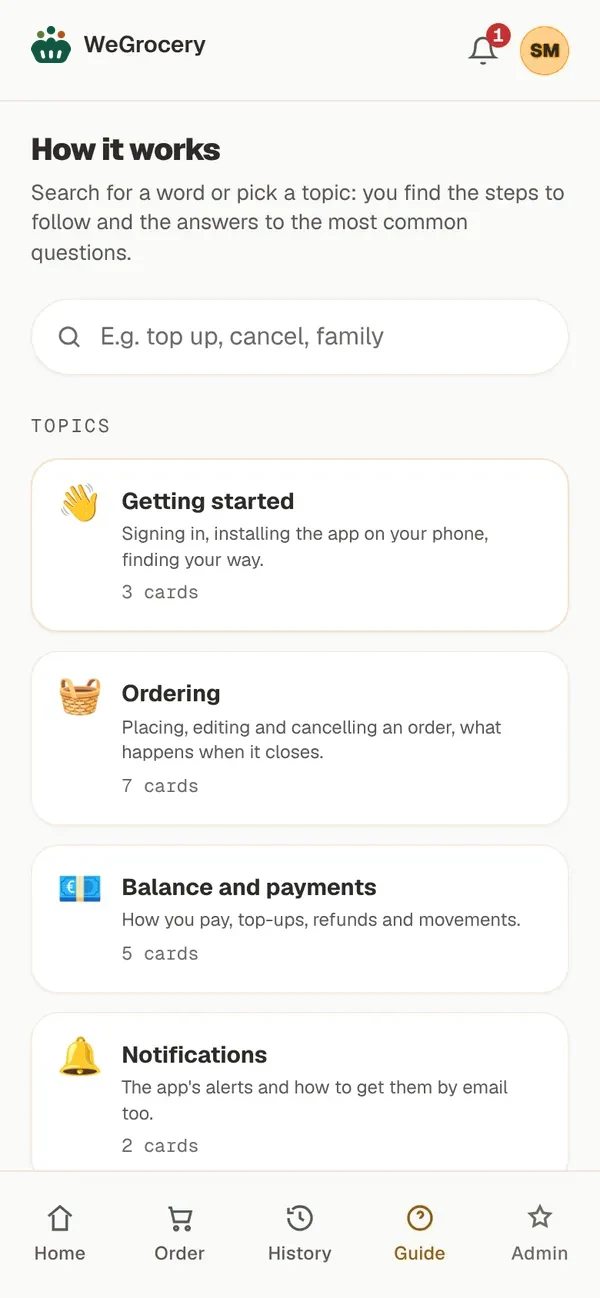 WeGrocery
1
SM
How it works
Search for a word or pick a topic: you find the steps to
follow and the answers to the most common
questions.
E.g. top up, cancel, family
TOPICS
Getting started
Signing in, installing the app on your phone,
finding your way.
3 cards
Ordering
Placing, editing and cancelling an order, what
happens when it closes.
7 cards
Balance and payments
How you pay, top-ups, refunds and movements.
5 cards
Notifications
The app's alerts and how to get them by email
too.
2 cards
Home
Order
History
Guide
Admin